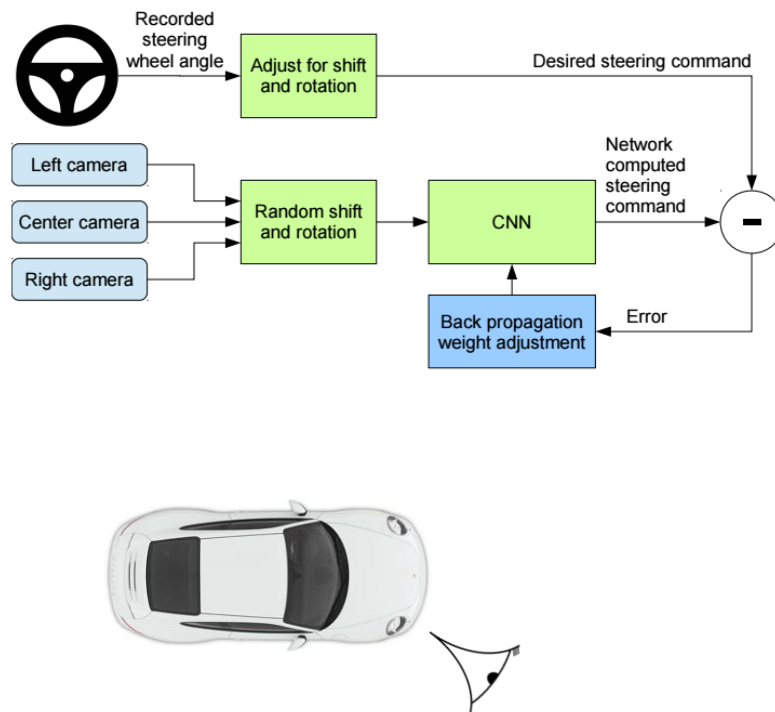 Recorded
steering
wheel angle
Adjust for shift
and rotation
Desired steering command
Left camera
Center camera
Right camera
Random shift
and rotation
CNN
Network
computed
steering
command
-
Back propagation
weight adjustment
Error